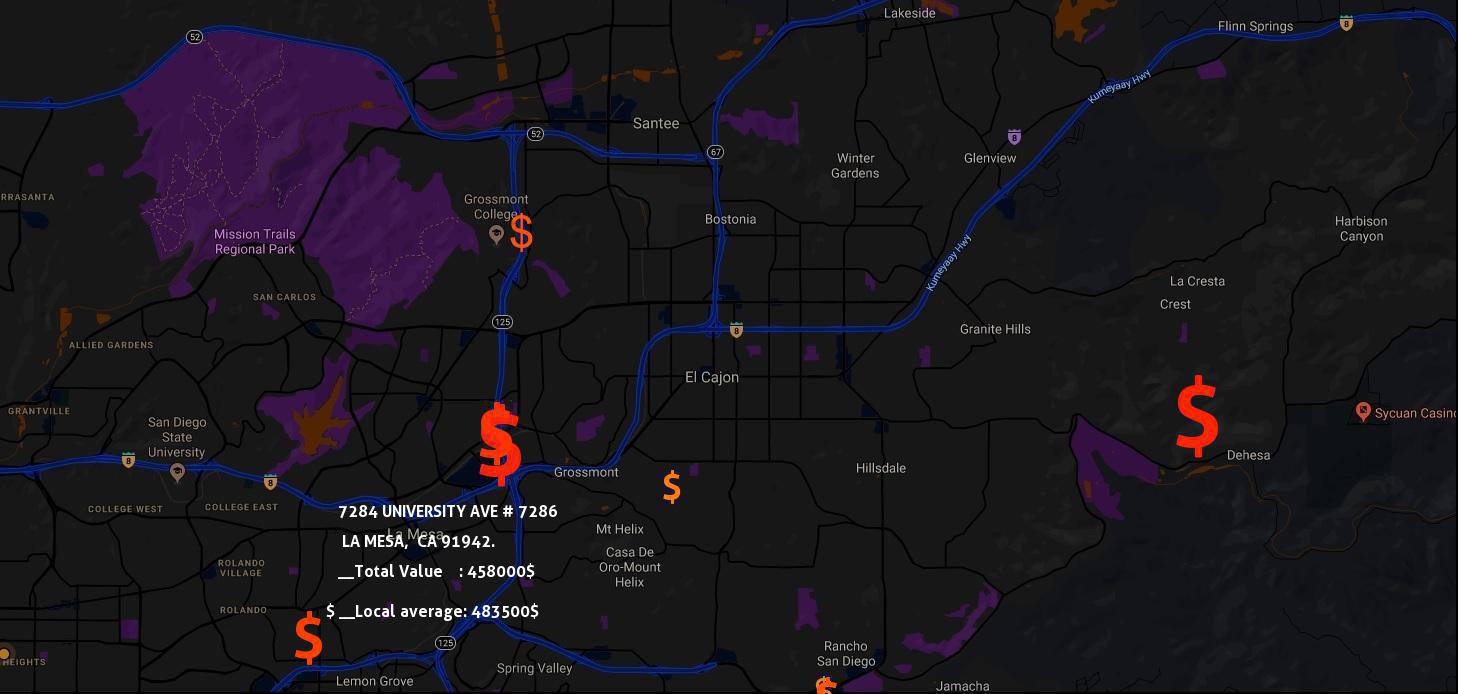 Lakeside
Flinn Springs
8
52
Kumeyaay Hwy
52
Santee
67
8
Winter
Gardens
Glenview
RRASANTA
Grossmont
College
$
Bostonia
Harbison
Canyon
Mission Trails
Regional Park
Kumeyaay Hwy
La Cresta
SAN CARLOS
Crest
125
8
Granite Hills
ALLIED GARDENS
El Cajon
GRANTVILLE
$
$
$
Sycuan Casino
San Diego
State
University
8
8
Grossmont
Hillsdale
Dehesa
$
COLLEGE WEST
COLLEGE EAST
7284 UNIVERSITY AVE # 7286
La Mesa
LA MESA, CA 91942.
Mt Helix
Casa De
Oro-Mount
Helix
ROLANDO
VILLAGE
__Total Value : 458000$
ROLANDO
$ __Local average: 483500$
$
125
HEIGHTS
Rancho
San Diego
Spring Valley
Lemon Grove
$
Jamacha